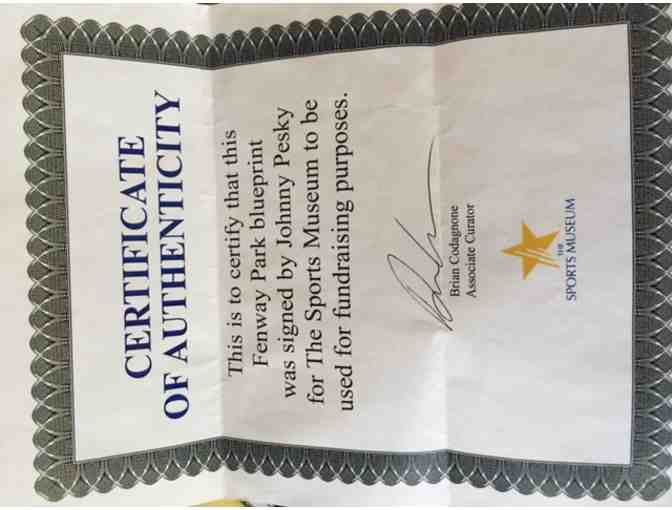 CERTIFICATE
OF AUTHENTICITY
This is to certify that this
Fenway Park blueprint
was signed by Johnny Pesky
for The Sports Museum to be
used for fundraising purposes.
Brian Codagnone
Associate Curator
THE
SPORTS MUSEUM